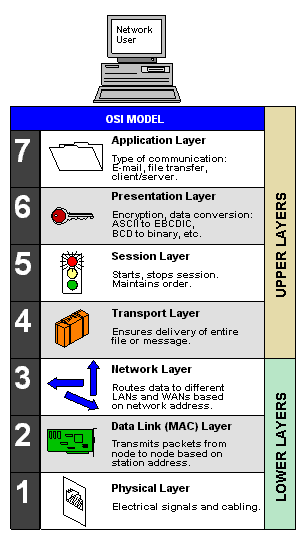 Network
User
OSI MODEL
7
Application Layer
Type of communication:
E-mail, file transfer,
client/server.
6
Presentation Layer
Encryption, data conversion:
ASCII to EBCDIC,
BCD to binary, etc.
5
Session Layer
Starts, stops session.
Maintains order.
4
Transport Layer
Ensures delivery of entire
file or message.
UPPER LAYERS
3
Network Layer
Routes data to different
LANs and WANs based
on network address.
2
Data Link (MAC) Layer
Transmits packets from
node to node based on
station address.
1
Physical Layer
Electrical signals and cabling.
LOWER LAYERS